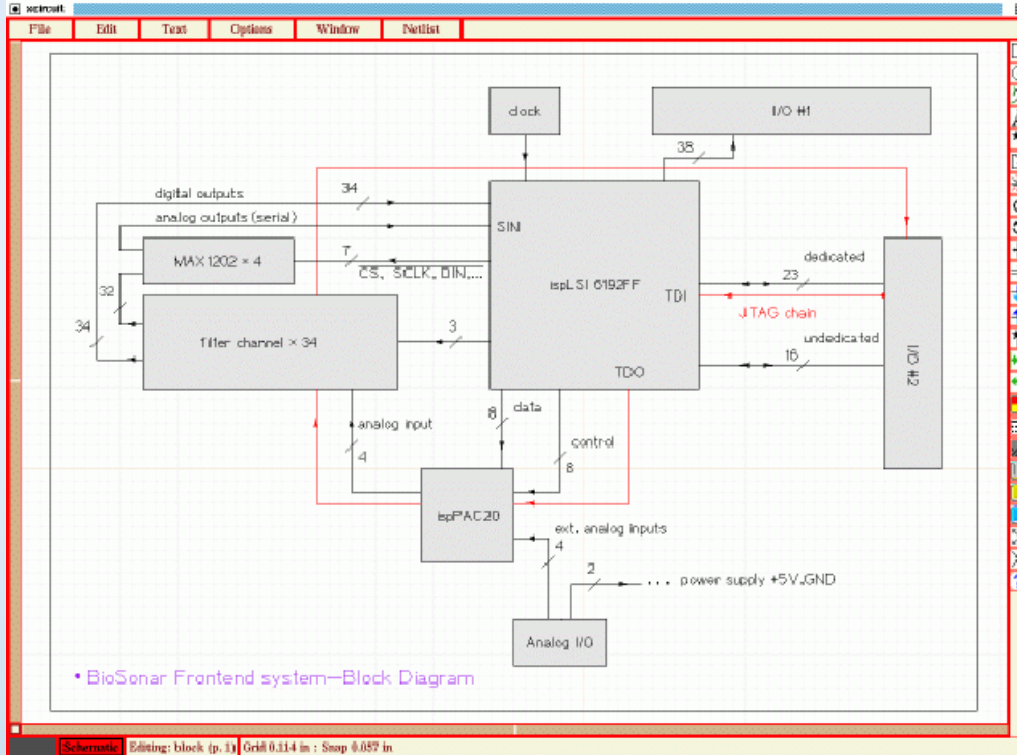 xcircuit
File Edit Text Options Window Netlist
clock
I/O #1
38
digital outputs
34
analog outputs (serial)
SINI
MAX 1202 × 4
7
CS, SCLK, DIN,...
ispLSI 6192FF
dedicated
23
TDI
JTAG chain
32
34
filter channel × 34
3
undedicated
16
I/O #2
TDO
8
data
analog input
4
control
8
ispPAC20
ext. analog inputs
4
2
... power supply +5V,GND
Analog I/O
• BioSonar Frontend system—Block Diagram
Schematic Editing: block (p. 1) Grid 0.114 in : Snap 0.057 in